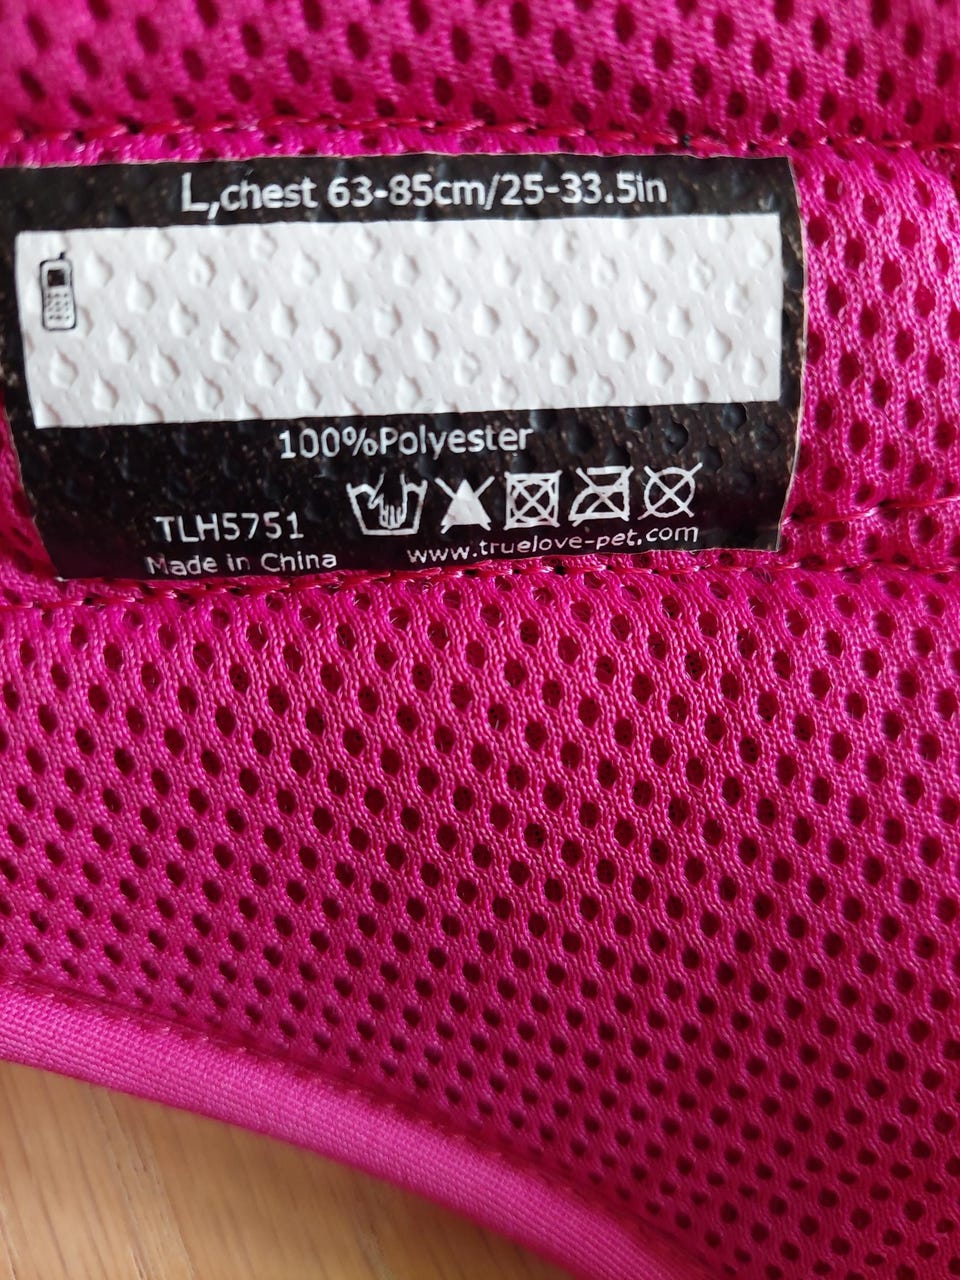 L,chest 63-85cm/25-33.5in
100%Polyester
TLH5751
Made in China
www.truelove-pet.com